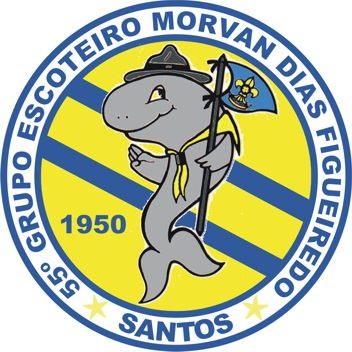 55º GRUPO ESCOTEIRO MORVAN DIAS FIGUEIREDO
1950
SANTOS